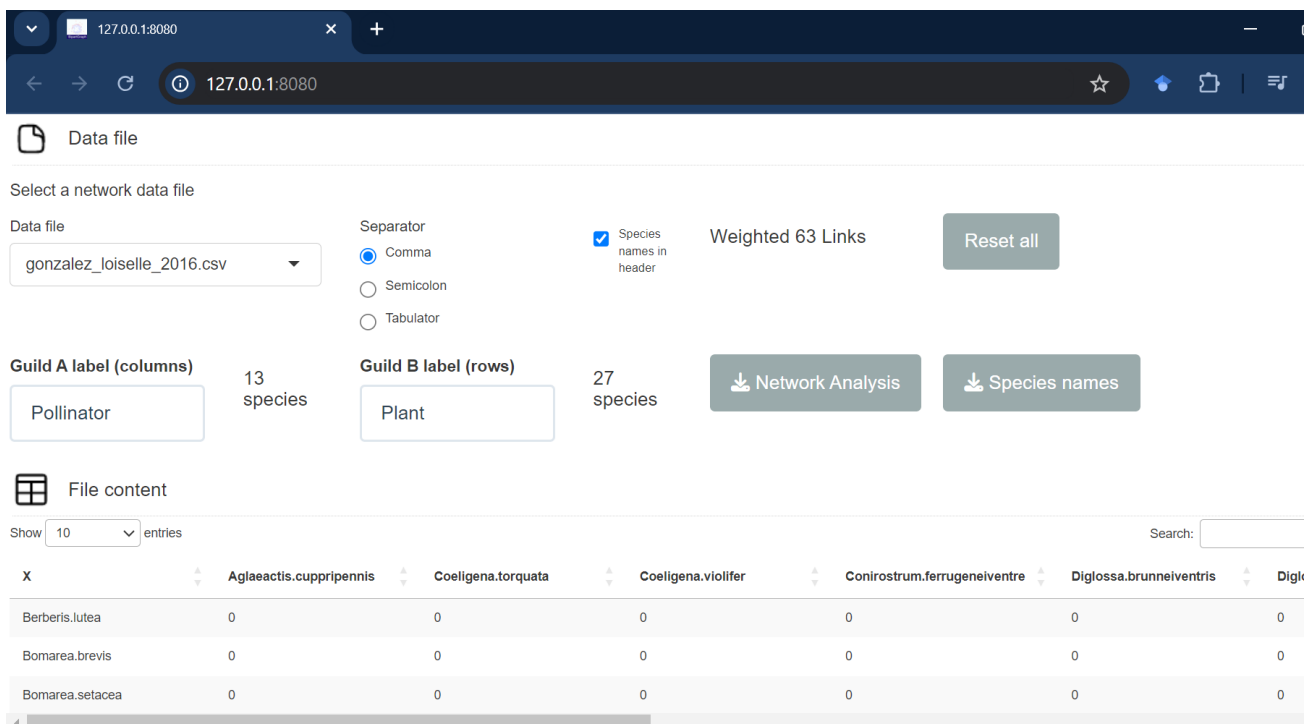 127.0.0.1:8080
127.0.0.1:8080
Data file
Select a network data file
Data file
gonzalez_loiselle_2016.csv
Separator
Comma
Semicolon
Tabulator
Species
names in
header
Weighted 63 Links
Reset all
Guild A label (columns)
Pollinator
13
species
Guild B label (rows)
Plant
27
species
Network Analysis
Species names
File content
Show 10 entries
Search:
X Aglaeactis.cuppripennis Coeligena.torquata Coeligena.violifer Conirostrum.ferrugeneiventre Diglossa.brunneiventris Diglo
Berberis.lutea 0 0 0 0 0 0
Bomarea.brevis 0 0 0 0 0 0
Bomarea.setacea 0 0 0 0 0 0